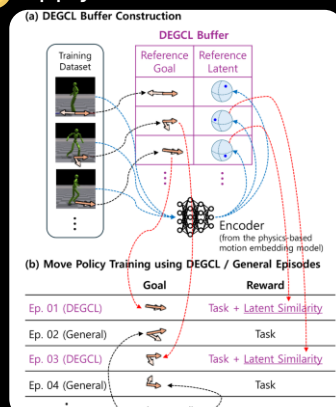 (a) DEGCL Buffer Construction
DEGCL Buffer
Training
Dataset
Reference
Goal
Reference
Latent
Encoder
(from the physics-based
motion embedding model)
(b) Move Policy Training using DEGCL / General Episodes
Goal
Reward
Ep. 01 (DEGCL)
Task + Latent Similarity
Ep. 02 (General)
Task
Ep. 03 (DEGCL)
Task + Latent Similarity
Ep. 04 (General)
Task